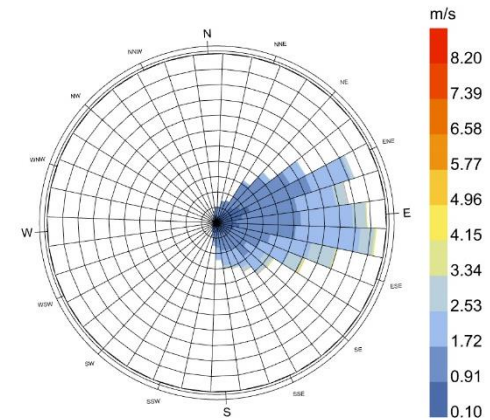 m/s
N
NNW
NNE
NW
NE
WNW
ENE
W
E
WSW
ESE
SW
SE
SSW
SSE
S
8.20
7.39
6.58
5.77
4.96
4.15
3.34
2.53
1.72
0.91
0.10